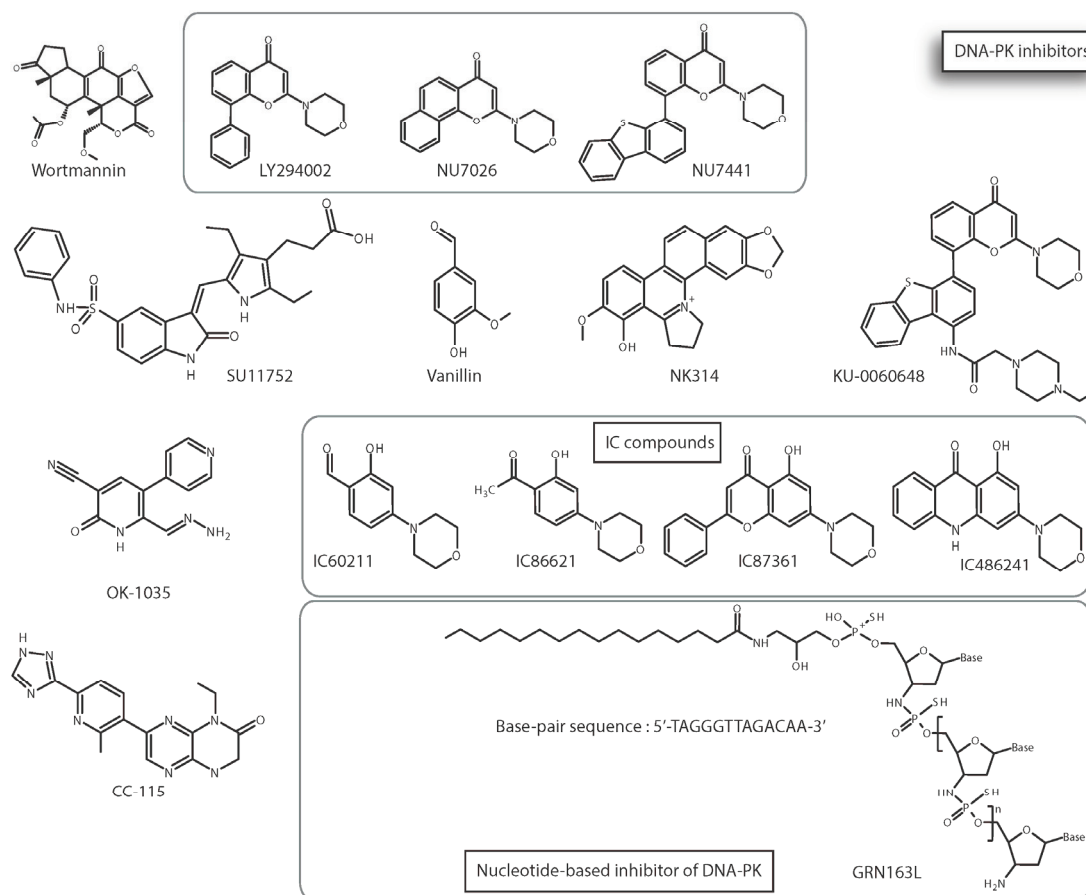 DNA-PK inhibitors
Wortmannin
LY294002
NU7026
NU7441
SU11752
Vanillin
NK314
KU-0060648
IC compounds
OK-1035
IC60211
IC86621
IC87361
IC486241
CC-115
Base-pair sequence : 5'-TAGGGTTAGACAA-3'
Nucleotide-based inhibitor of DNA-PK
GRN163L